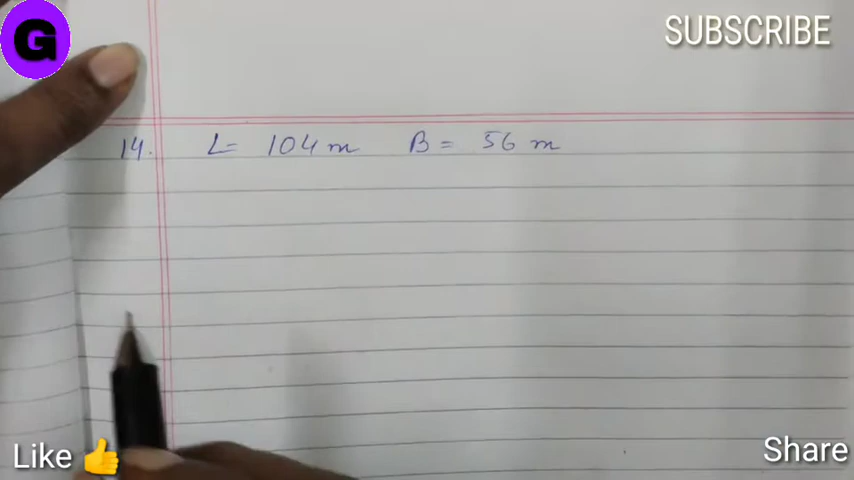 G
SUBSCRIBE
14. L= 104 m B = 56 m
Like 👍
Share